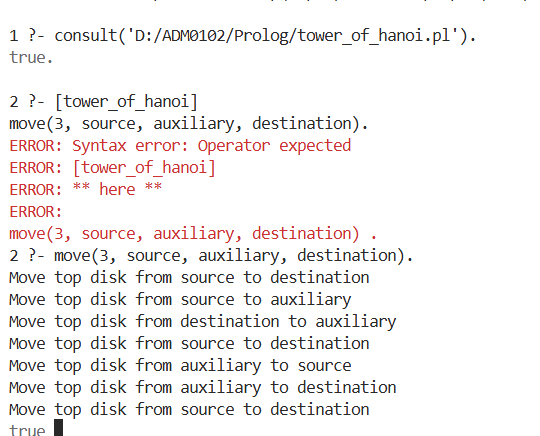 1 ?- consult('D:/ADM0102/Prolog/tower_of_hanoi.pl').
true.
2 ?- [tower_of_hanoi]
move(3, source, auxiliary, destination).
ERROR: Syntax error: Operator expected
ERROR: [tower_of_hanoi]
ERROR: ** here **
ERROR:
move(3, source, auxiliary, destination) .
2 ?- move(3, source, auxiliary, destination).
Move top disk from source to destination
Move top disk from source to auxiliary
Move top disk from destination to auxiliary
Move top disk from source to destination
Move top disk from auxiliary to source
Move top disk from auxiliary to destination
Move top disk from source to destination
true